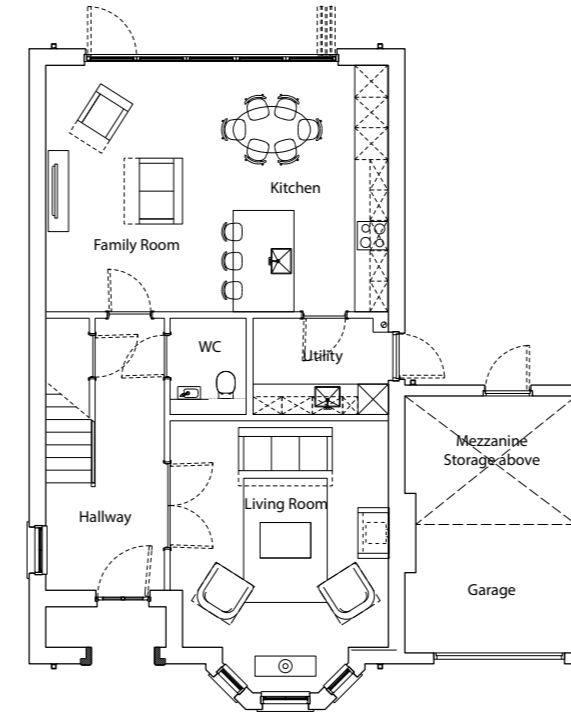 Kitchen
Family Room
WC
Utility
Mezzanine
Storage above
Living Room
Hallway
Garage